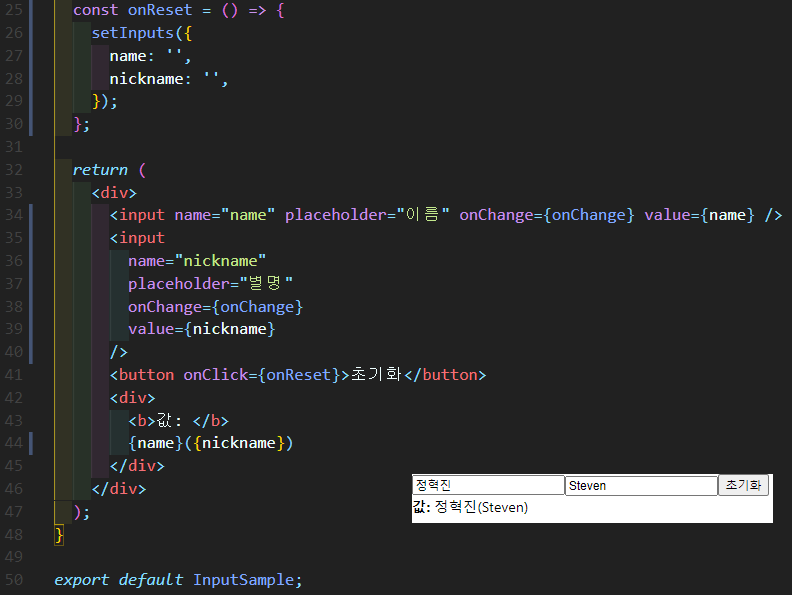 25 const onReset = () => {
26 setInputs({
27 name: '',
28 nickname: '',
29 });
30 };
31
32 return (
33 <div>
34 <input name="name" placeholder="이름" onChange={onChange} value={name} />
35 <input
36 name="nickname"
37 placeholder="별명"
38 onChange={onChange}
39 value={nickname}
40 />
41 <button onClick={onReset}>초기화</button>
42 <div>
43 <b>값: </b>
44 {name}({nickname})
45 </div>
46 </div>
47 );
48 }
49
50 export default InputSample;
정혁진 Steven 초기화
값: 정혁진(Steven)